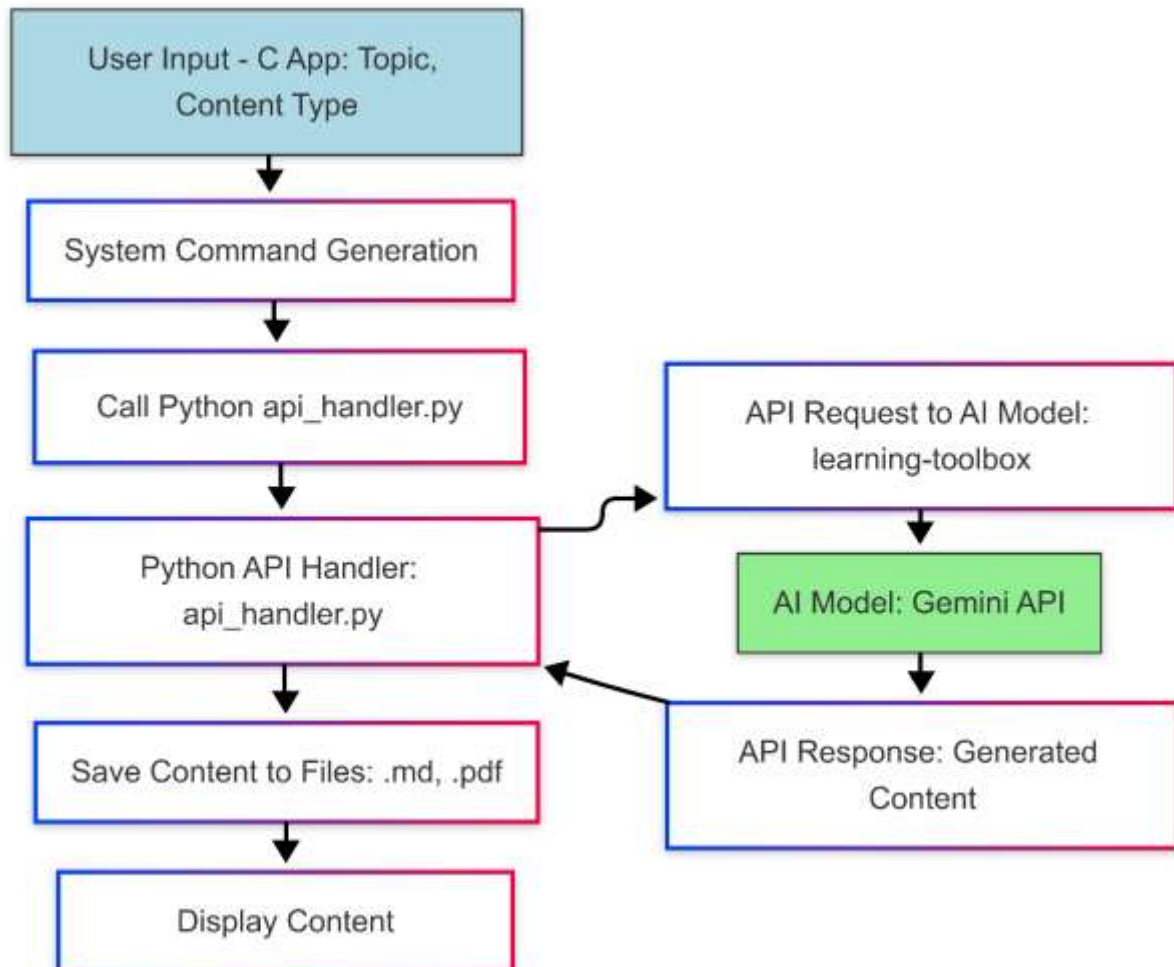 User Input - C App: Topic,
Content Type
System Command Generation
Call Python api_handler.py
Python API Handler:
api_handler.py
API Request to AI Model:
learning-toolbox
AI Model: Gemini API
API Response: Generated
Content
Save Content to Files: .md, .pdf
Display Content